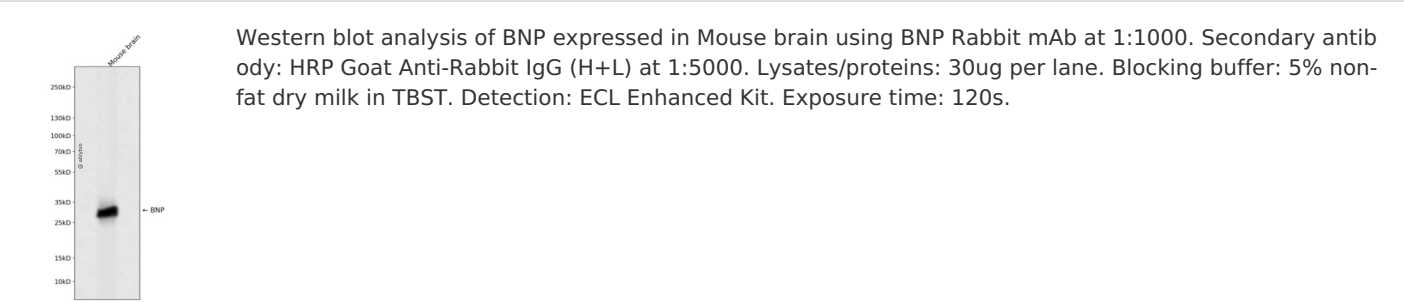 Mouse brain
Western blot analysis of BNP expressed in Mouse brain using BNP Rabbit mAb at 1:1000. Secondary antib
ody: HRP Goat Anti-Rabbit IgG (H+L) at 1:5000. Lysates/proteins: 30ug per lane. Blocking buffer: 5% non-
fat dry milk in TBST. Detection: ECL Enhanced Kit. Exposure time: 120s.
250kD
130kD
100kD
70kD
@ abybio
55kD
35kD
← BNP
25kD
15kD
10kD